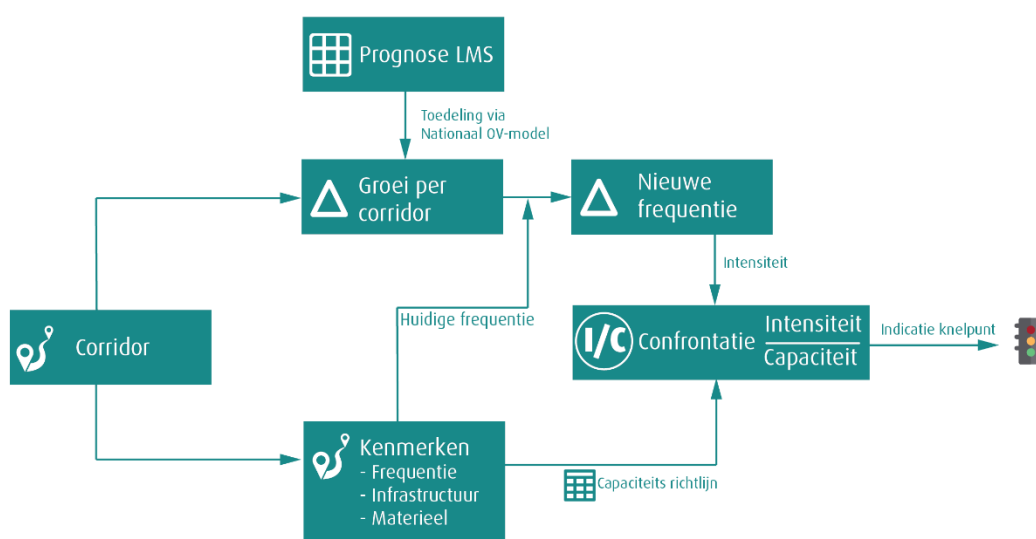 Prognose LMS
Toedeling via
Nationaal OV-model
Groei per
corridor
Nieuwe
frequentie
Intensiteit
Huidige frequentie
Corridor
I/C
Confrontatie
Intensiteit
Capaciteit
Indicatie knelpunt
Kenmerken
- Frequentie
- Infrastructuur
- Materieel
Capaciteits richtlijn